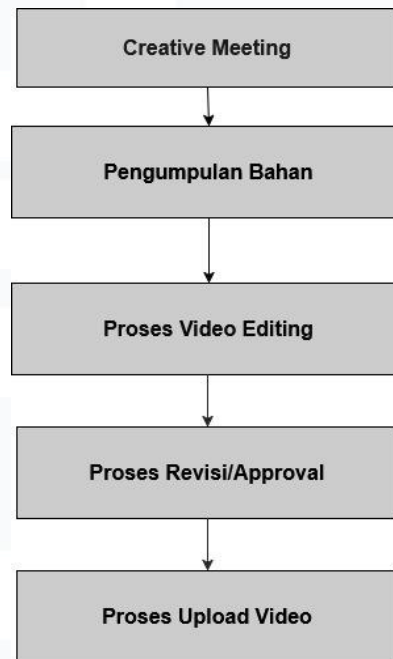 Creative Meeting
Pengumpulan Bahan
Proses Video Editing
Proses Revisi/Approval
Proses Upload Video